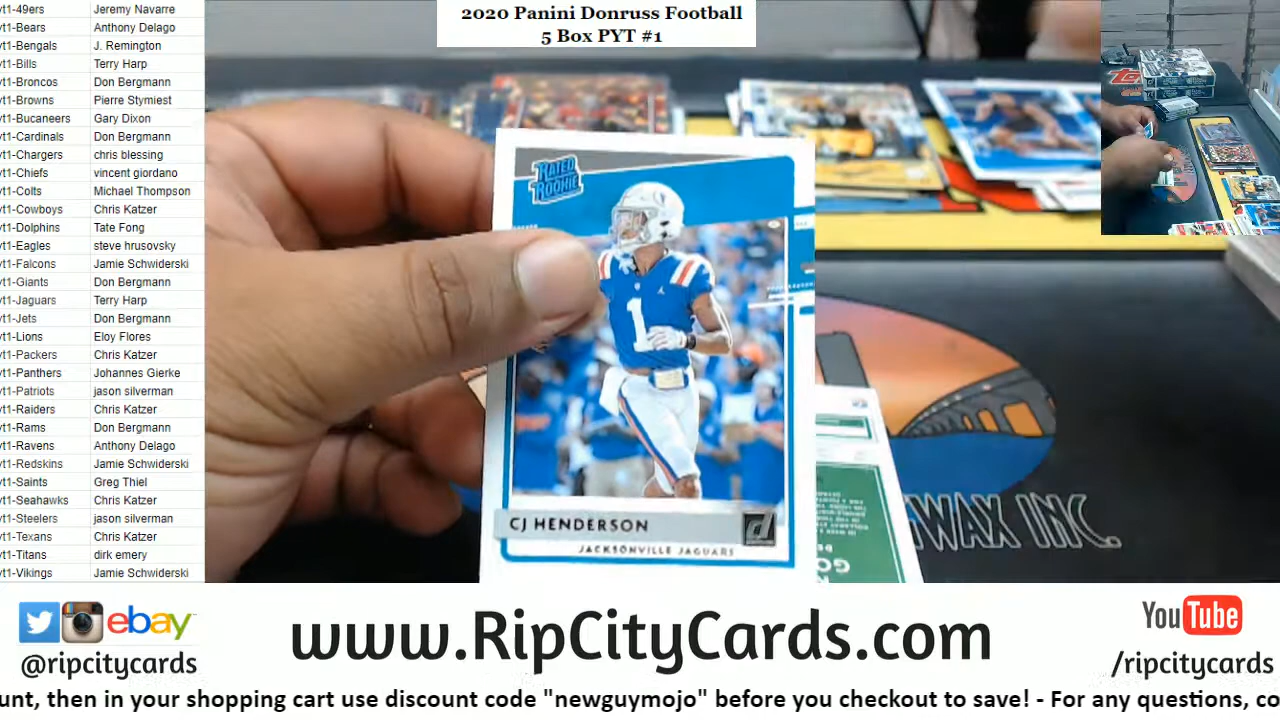 2020 Panini Donruss Football
5 Box PYT #1
yt1-49ers Jeremy Navarre
yt1-Bears Anthony Delago
yt1-Bengals J. Remington
yt1-Bills Terry Harp
yt1-Broncos Don Bergmann
yt1-Browns Pierre Stymiest
yt1-Bucaneers Gary Dixon
yt1-Cardinals Don Bergmann
yt1-Chargers chris blessing
yt1-Chiefs vincent giordano
yt1-Colts Michael Thompson
yt1-Cowboys Chris Katzer
yt1-Dolphins Tate Fong
yt1-Eagles steve hrusovsky
yt1-Falcons Jamie Schwiderski
yt1-Giants Don Bergmann
yt1-Jaguars Terry Harp
yt1-Jets Don Bergmann
yt1-Lions Eloy Flores
yt1-Packers Chris Katzer
yt1-Panthers Johannes Gierke
yt1-Patriots jason silverman
yt1-Raiders Chris Katzer
yt1-Rams Don Bergmann
yt1-Ravens Anthony Delago
yt1-Redskins Jamie Schwiderski
yt1-Saints Greg Thiel
yt1-Seahawks Chris Katzer
yt1-Steelers jason silverman
yt1-Texans Chris Katzer
yt1-Titans dirk emery
yt1-Vikings Jamie Schwiderski
RATED
ROOKIE
1
CJ HENDERSON
JACKSONVILLE JAGUARS
WAX INC.
ebay
@ripcitycards
www.RipCityCards.com
YouTube
/ripcitycards
unt, then in your shopping cart use discount code "newguymojo" before you checkout to save! - For any questions, co